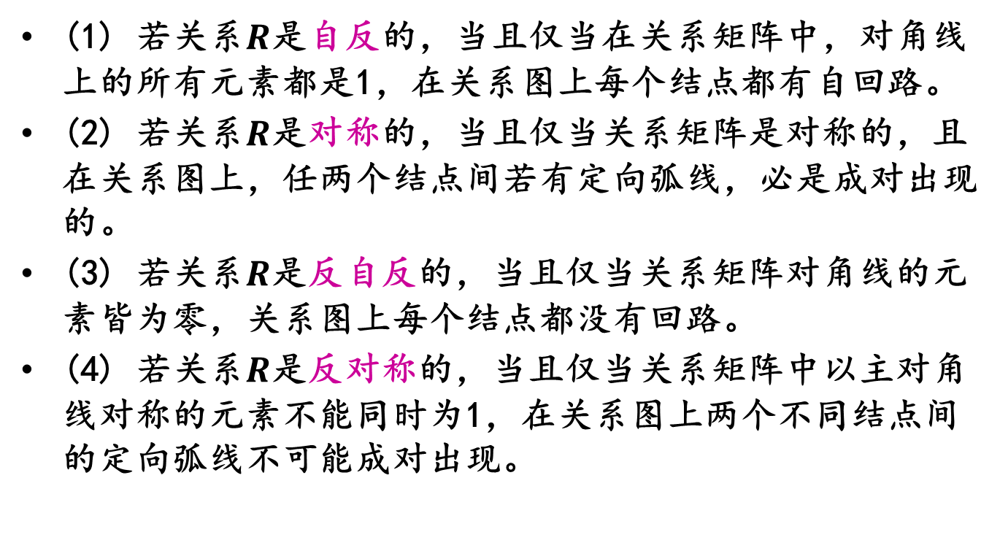 • (1) 若关系R是自反的，当且仅当在关系矩阵中，对角线
上的所有元素都是1，在关系图上每个结点都有自回路。
• (2) 若关系R是对称的，当且仅当关系矩阵是对称的，且
在关系图上，任两个结点间若有定向弧线，必是成对出现
的。
• (3) 若关系R是反自反的，当且仅当关系矩阵对角线的元
素皆为零，关系图上每个结点都没有回路。
• (4) 若关系R是反对称的，当且仅当关系矩阵中以主对角
线对称的元素不能同时为1，在关系图上两个不同结点间
的定向弧线不可能成对出现。